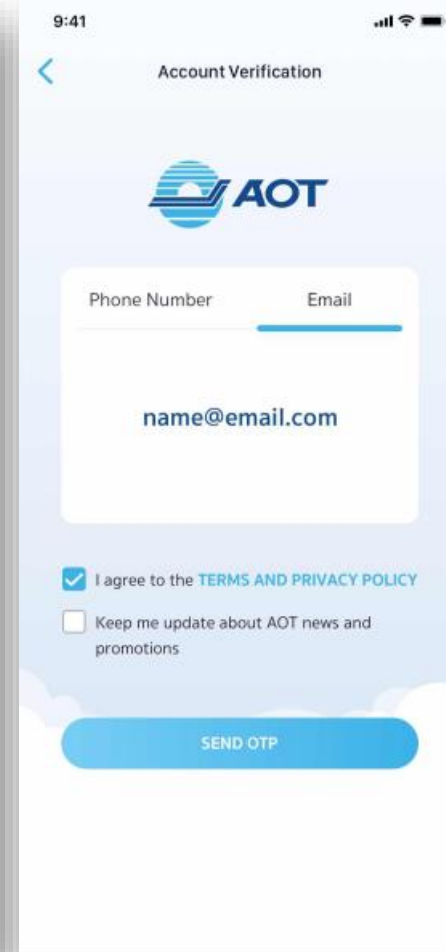 9:41
Account Verification
AOT
Phone Number Email
name@email.com
I agree to the TERMS AND PRIVACY POLICY
Keep me update about AOT news and
promotions
SEND OTP